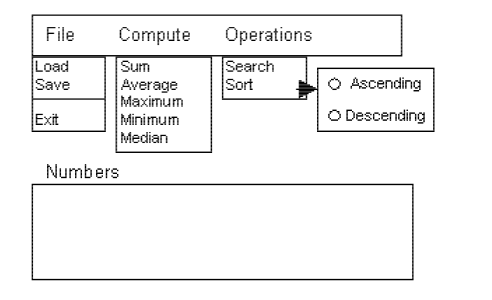 File Compute Operations
Load
Save
Exit
Sum
Average
Maximum
Minimum
Median
Search
Sort
Ascending
Descending
Numbers